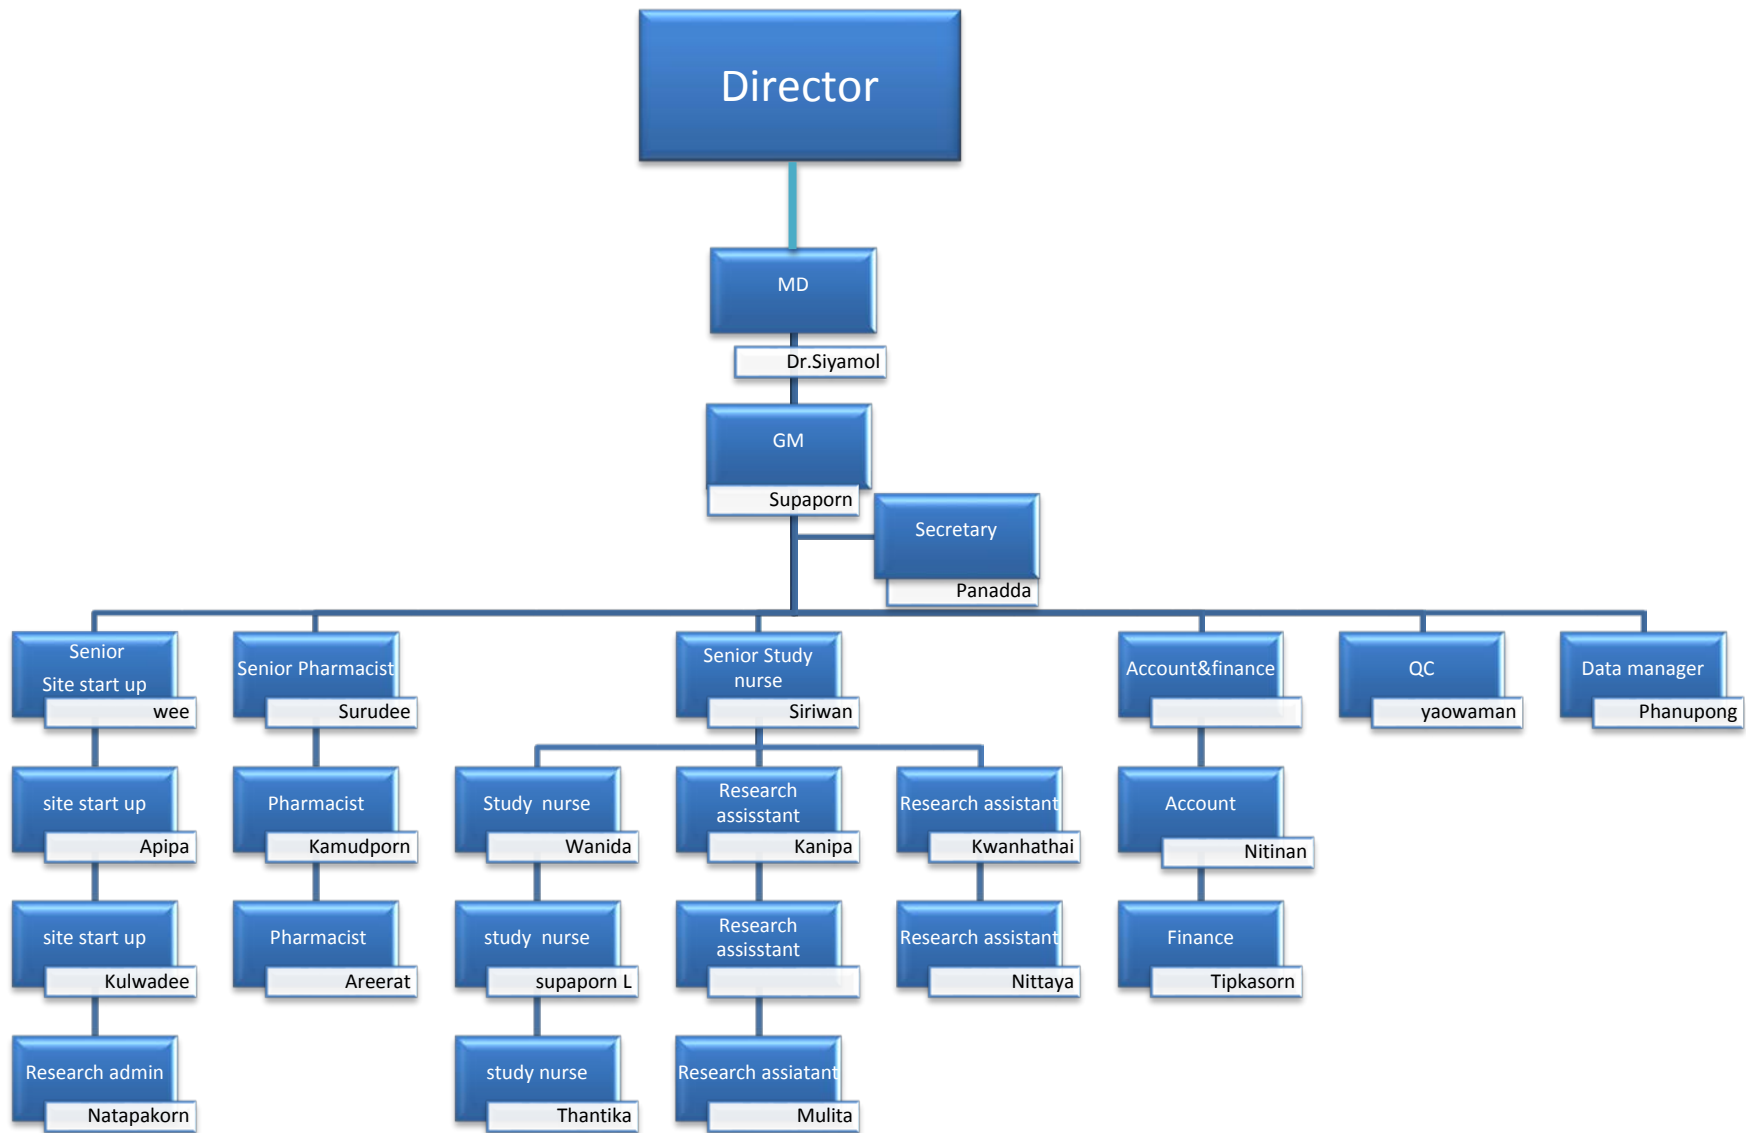 Director
MD
Dr.Siyamol
GM
Supaporn
Secretary
Panadda
Senior
Site start up
wee
Senior Pharmacist
Surudee
Senior Study
nurse
Siriwan
Account&finance
QC
yaowaman
Data manager
Phanupong
site start up
Apipa
Pharmacist
Kamudporn
Study nurse
Wanida
Research
assisstant
Kanipa
Research assistant
Kwanhathai
Account
Nitinan
site start up
Kulwadee
Pharmacist
Areerat
study nurse
supaporn L
Research
assisstant
Research assistant
Nittaya
Finance
Tipkasorn
Research admin
Natapakorn
study nurse
Thantika
Research assiatant
Mulita